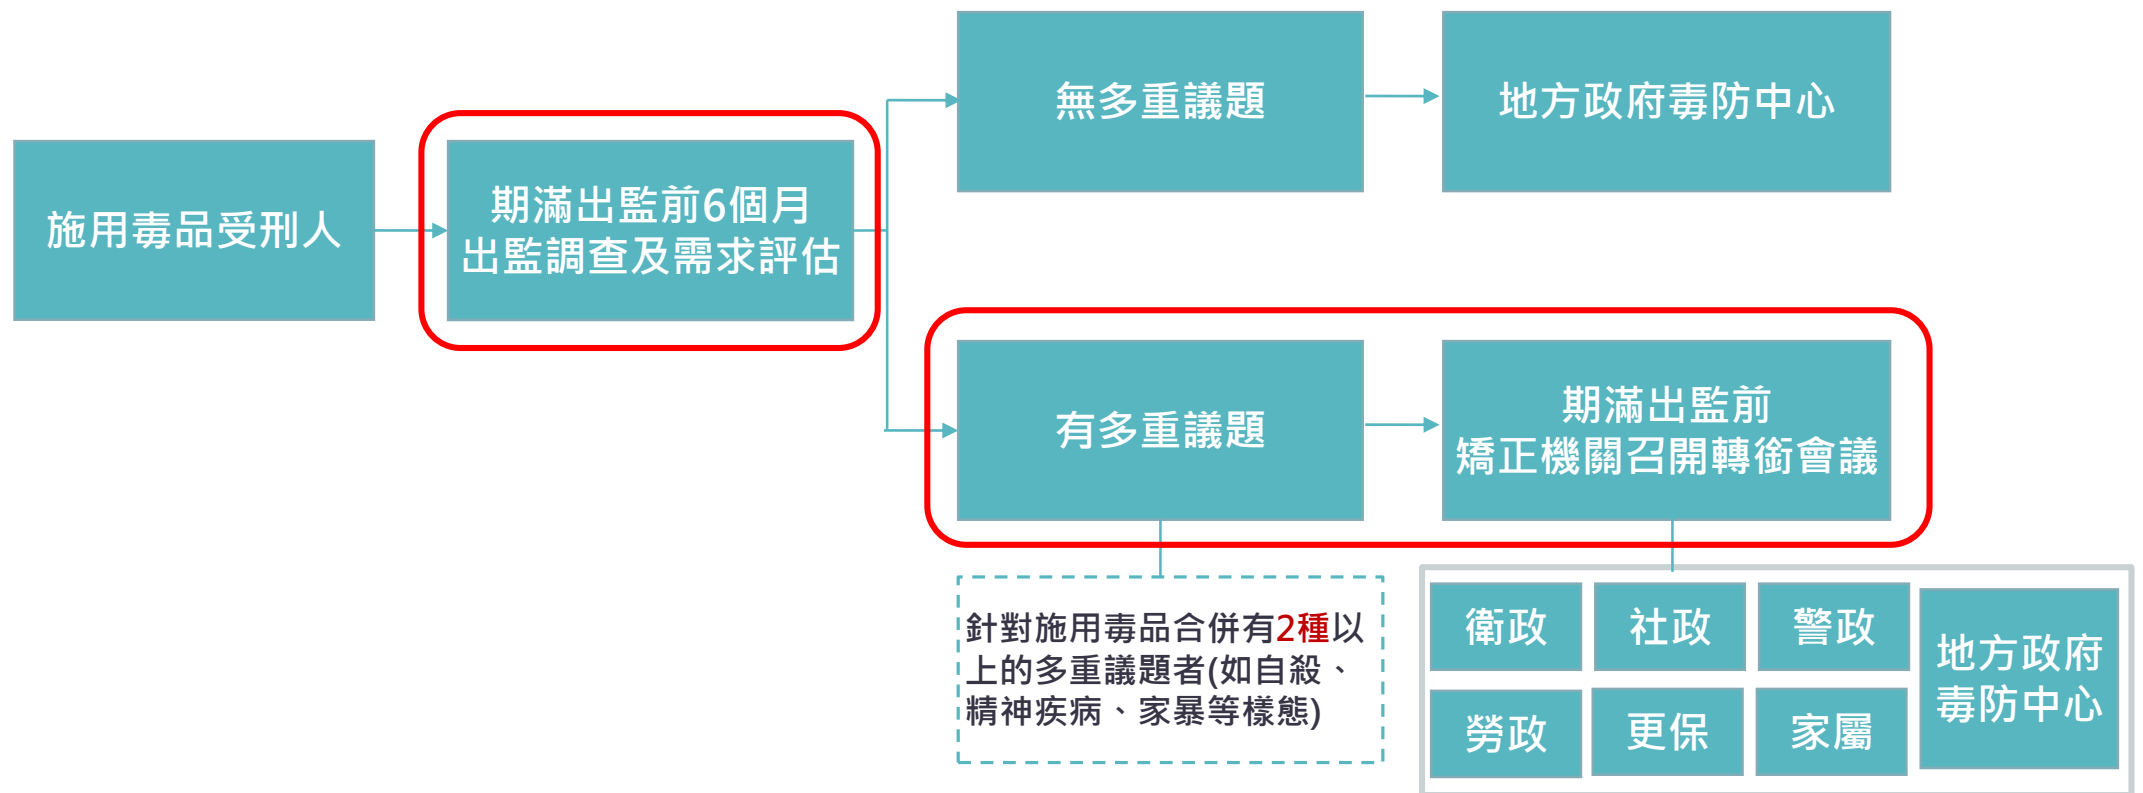 施用毒品受刑人
期滿出監前6個月
出監調查及需求評估
無多重議題
地方政府毒防中心
有多重議題
期滿出監前
矯正機關召開轉銜會議
針對施用毒品合併有2種以
上的多重議題者(如自殺、
精神疾病、家暴等樣態)
衛政
社政
警政
勞政
更保
家屬
地方政府
毒防中心